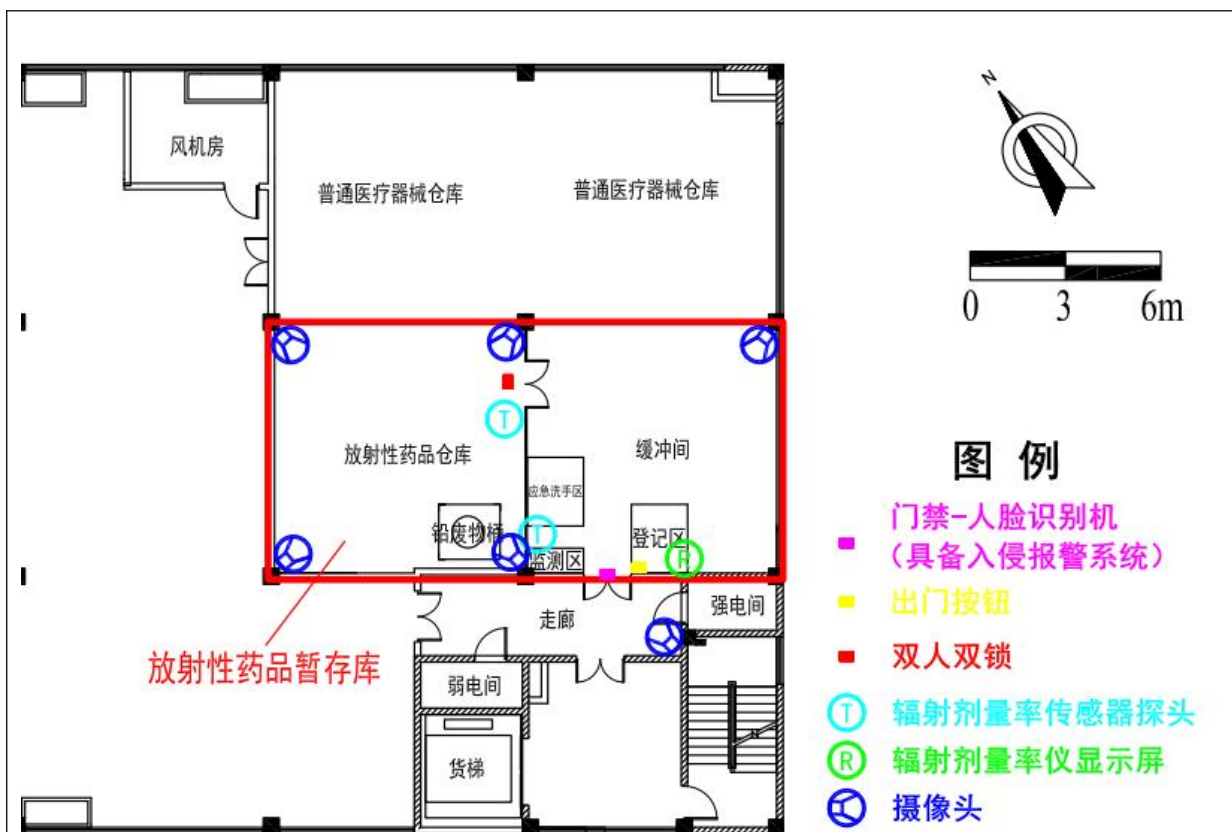 N
风机房
普通医疗器械仓库
普通医疗器械仓库
0 3 6m
放射性药品仓库
缓冲间
应急洗手区
铅废物桶
登记区
监测区
T
T
R
走廊
强电间
放射性药品暂存库
弱电间
货梯
N
图 例
门禁-人脸识别机
（具备入侵报警系统）
出门按钮
双人双锁
T 辐射剂量率传感器探头
R 辐射剂量率仪显示屏
摄像头